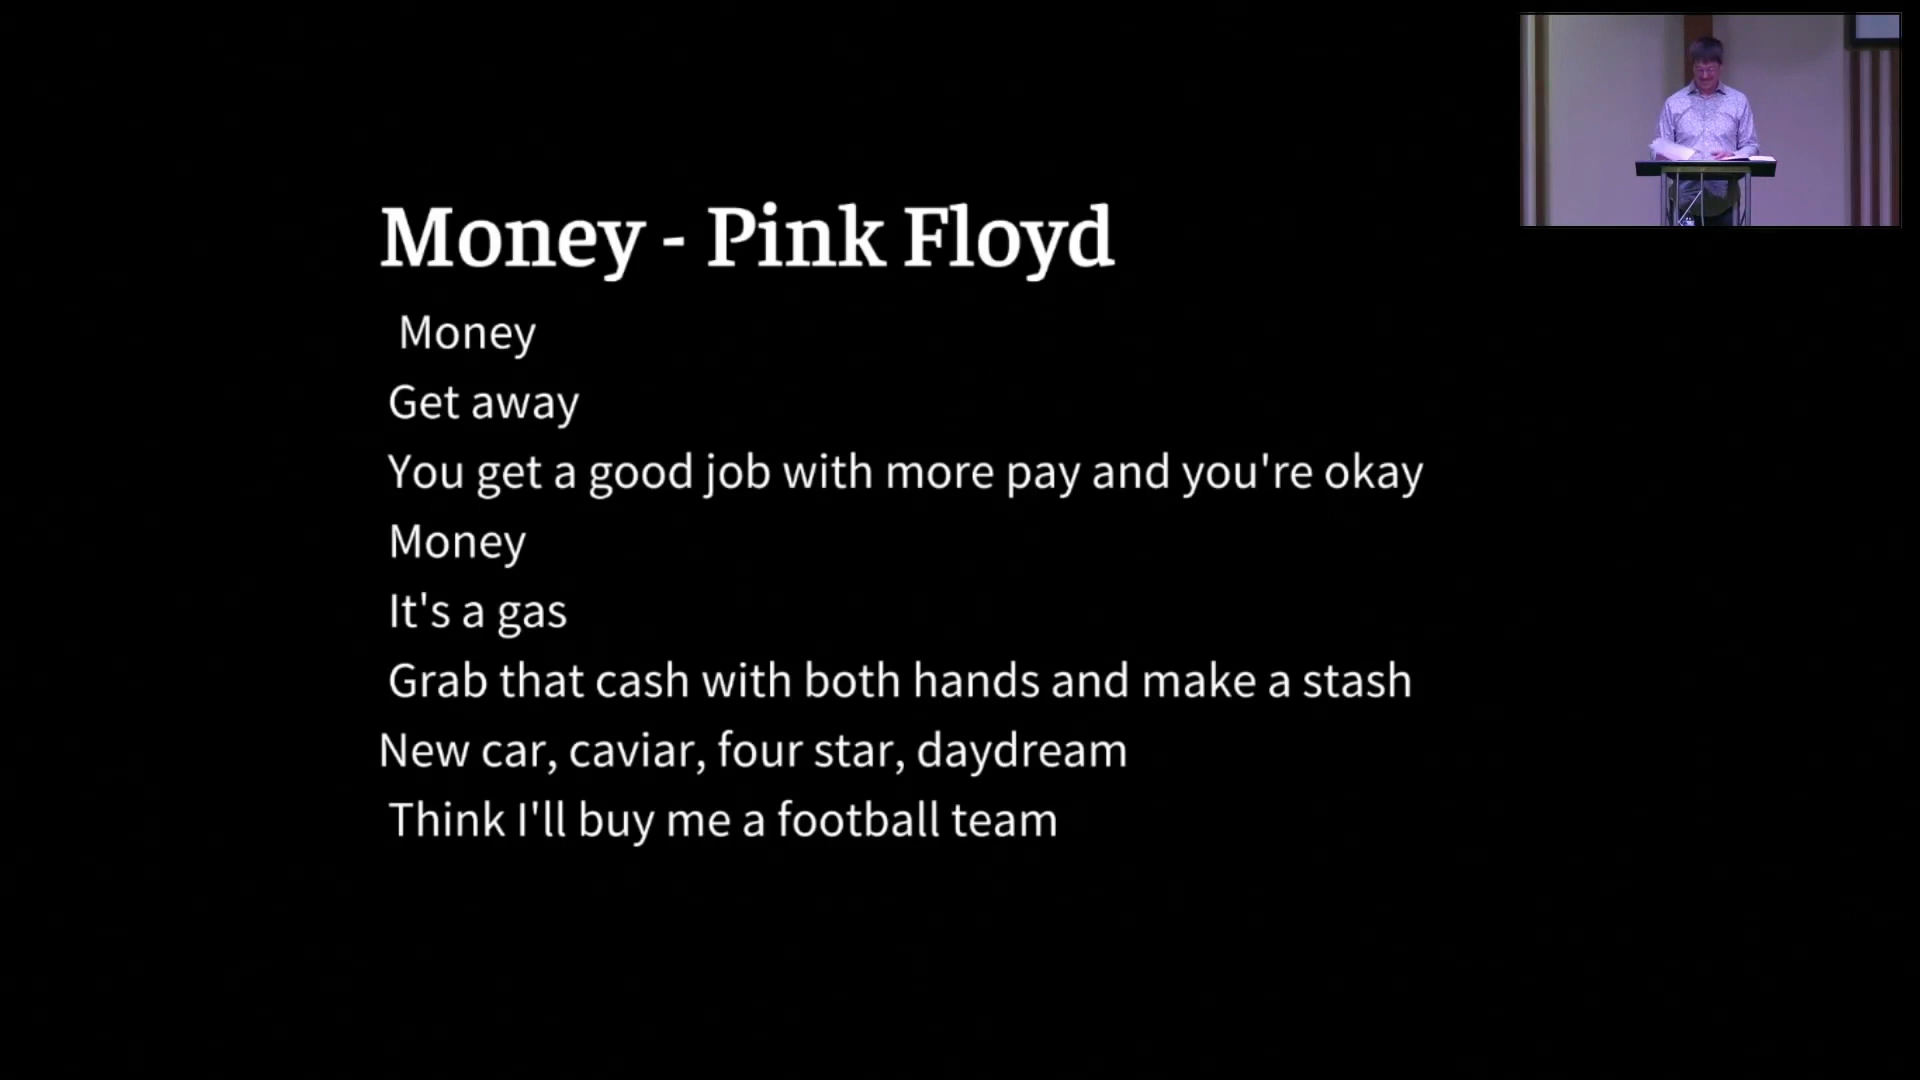 Money - Pink Floyd
Money
Get away
You get a good job with more pay and you're okay
Money
It's a gas
Grab that cash with both hands and make a stash
New car, caviar, four star, daydream
Think I'll buy me a football team